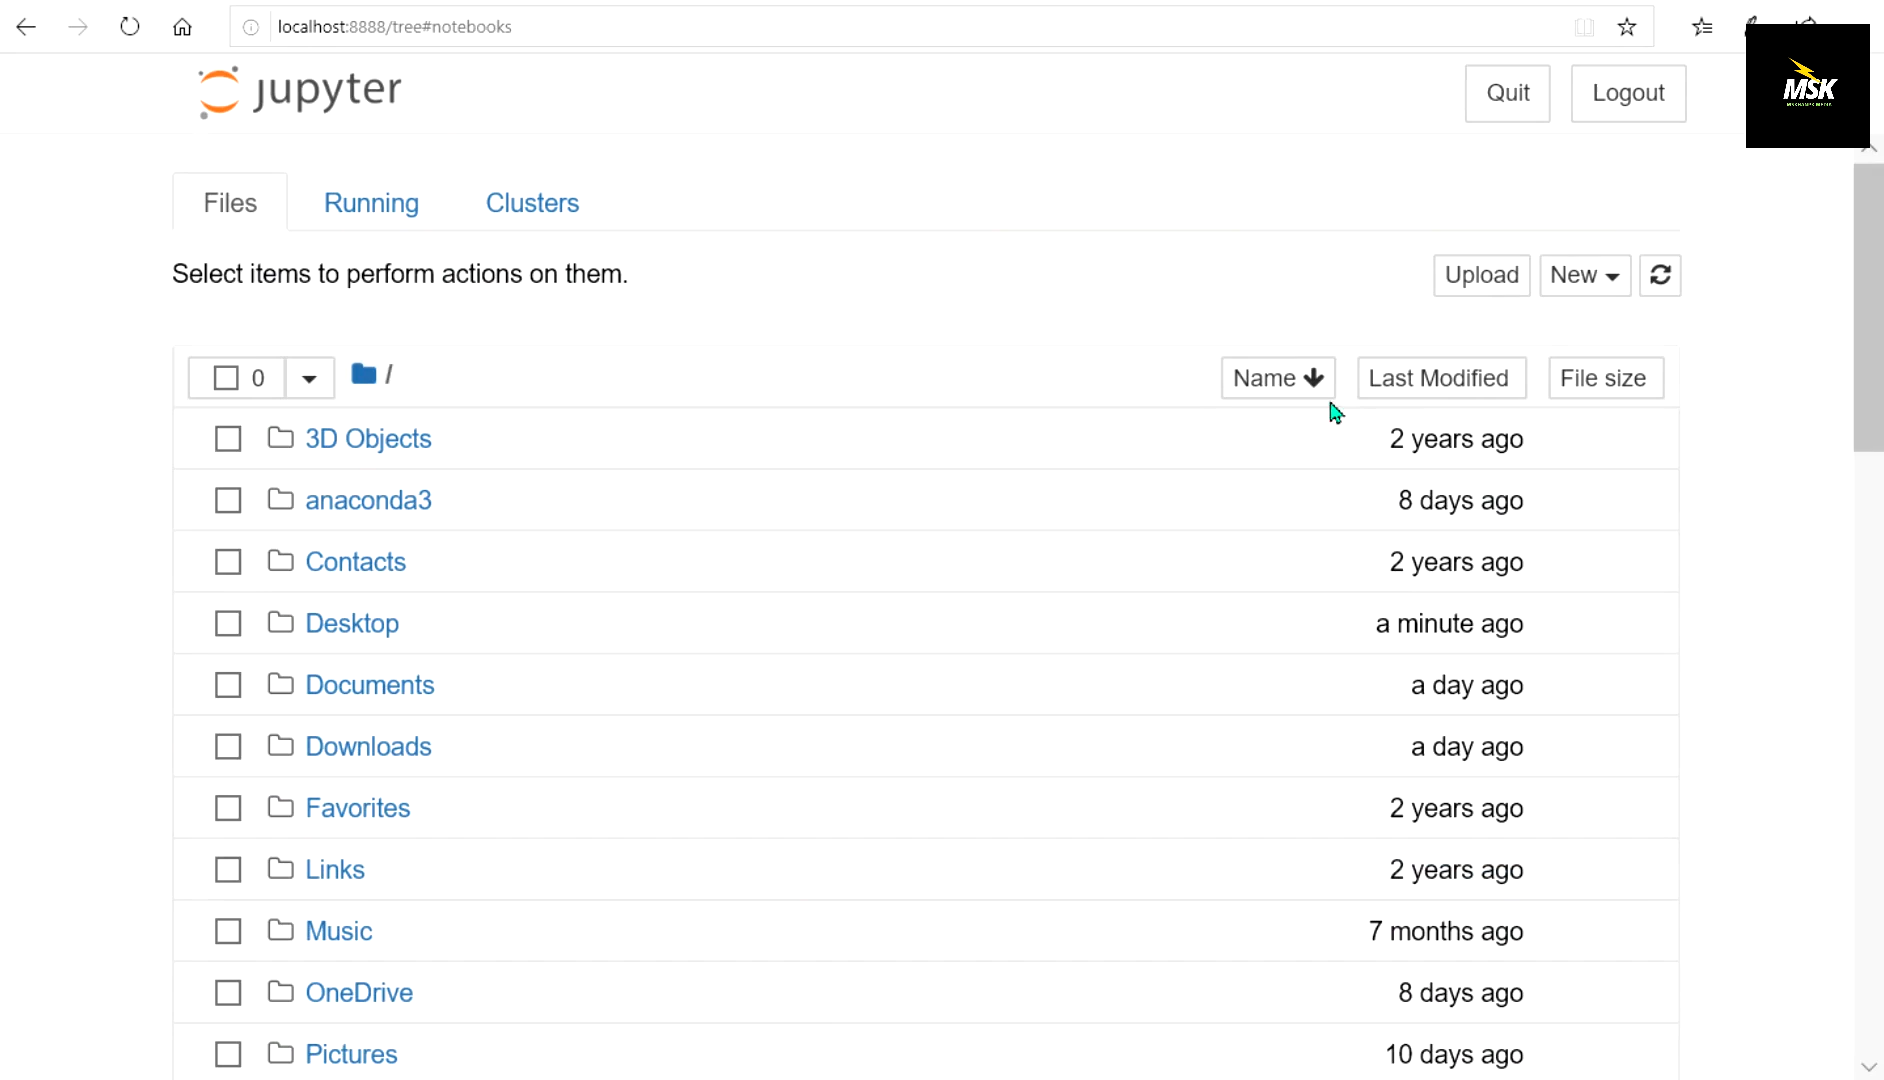 localhost:8888/tree#notebooks
jupyter
Quit
Logout
MSK
Files
Running
Clusters
Select items to perform actions on them.
Upload
New
0
/
Name
Last Modified
File size
3D Objects
2 years ago
anaconda3
8 days ago
Contacts
2 years ago
Desktop
a minute ago
Documents
a day ago
Downloads
a day ago
Favorites
2 years ago
Links
2 years ago
Music
7 months ago
OneDrive
8 days ago
Pictures
10 days ago